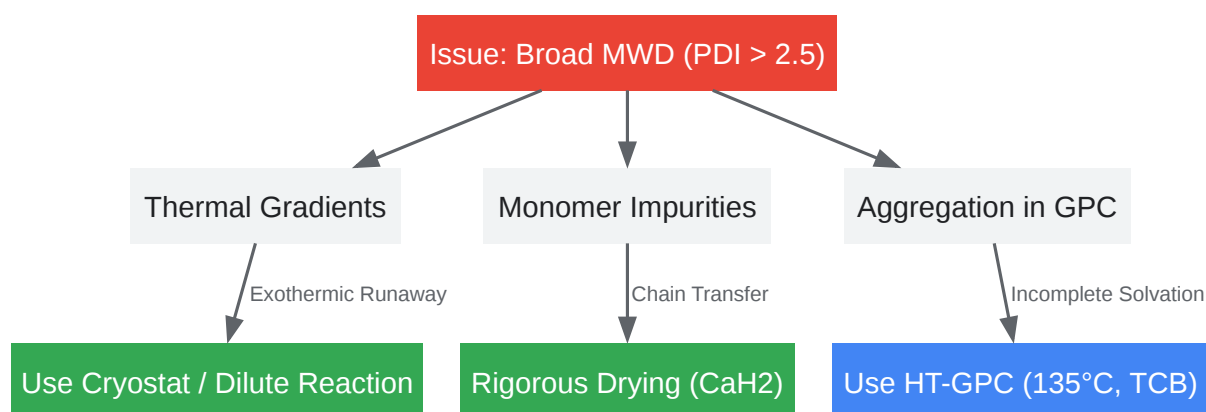 Issue: Broad MWD (PDI > 2.5)
Thermal Gradients
Monomer Impurities
Aggregation in GPC
Exothermic Runaway
Chain Transfer
Incomplete Solvation
Use Cryostat / Dilute Reaction
Rigorous Drying (CaH2)
Use HT-GPC (135°C, TCB)